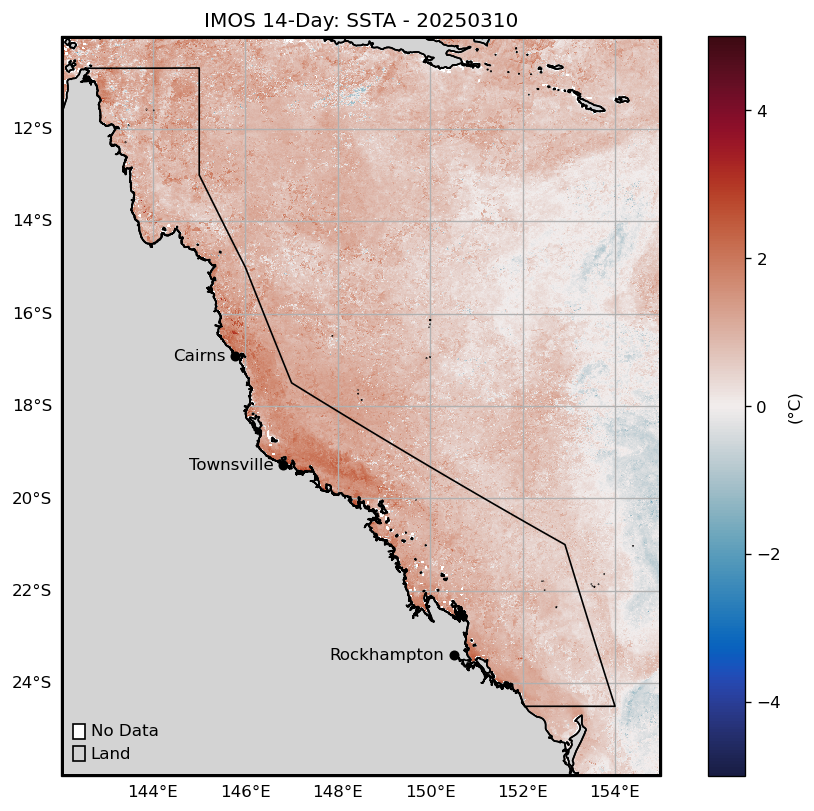 IMOS 14-Day: SSTA - 20250310
12°S
14°S
16°S
18°S
20°S
22°S
24°S
Cairns
Townsville
Rockhampton
No Data
Land
144°E 146°E 148°E 150°E 152°E 154°E
4
2
0
−2
−4
(°C)